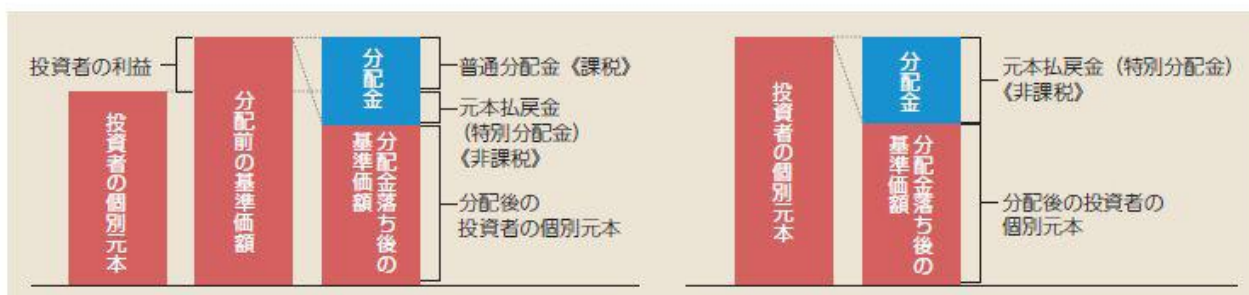 投資者の利益
投資者の個別元本
分配前の基準価額
分配金
分配金落ち後の
基準価額
普通分配金《課税》
元本払戻金
(特別分配金)
《非課税》
分配後の
投資者の個別元本
投資者の個別元本
分配金
分配金落ち後の
基準価額
元本払戻金（特別分配金）
《非課税》
分配後の投資者の
個別元本